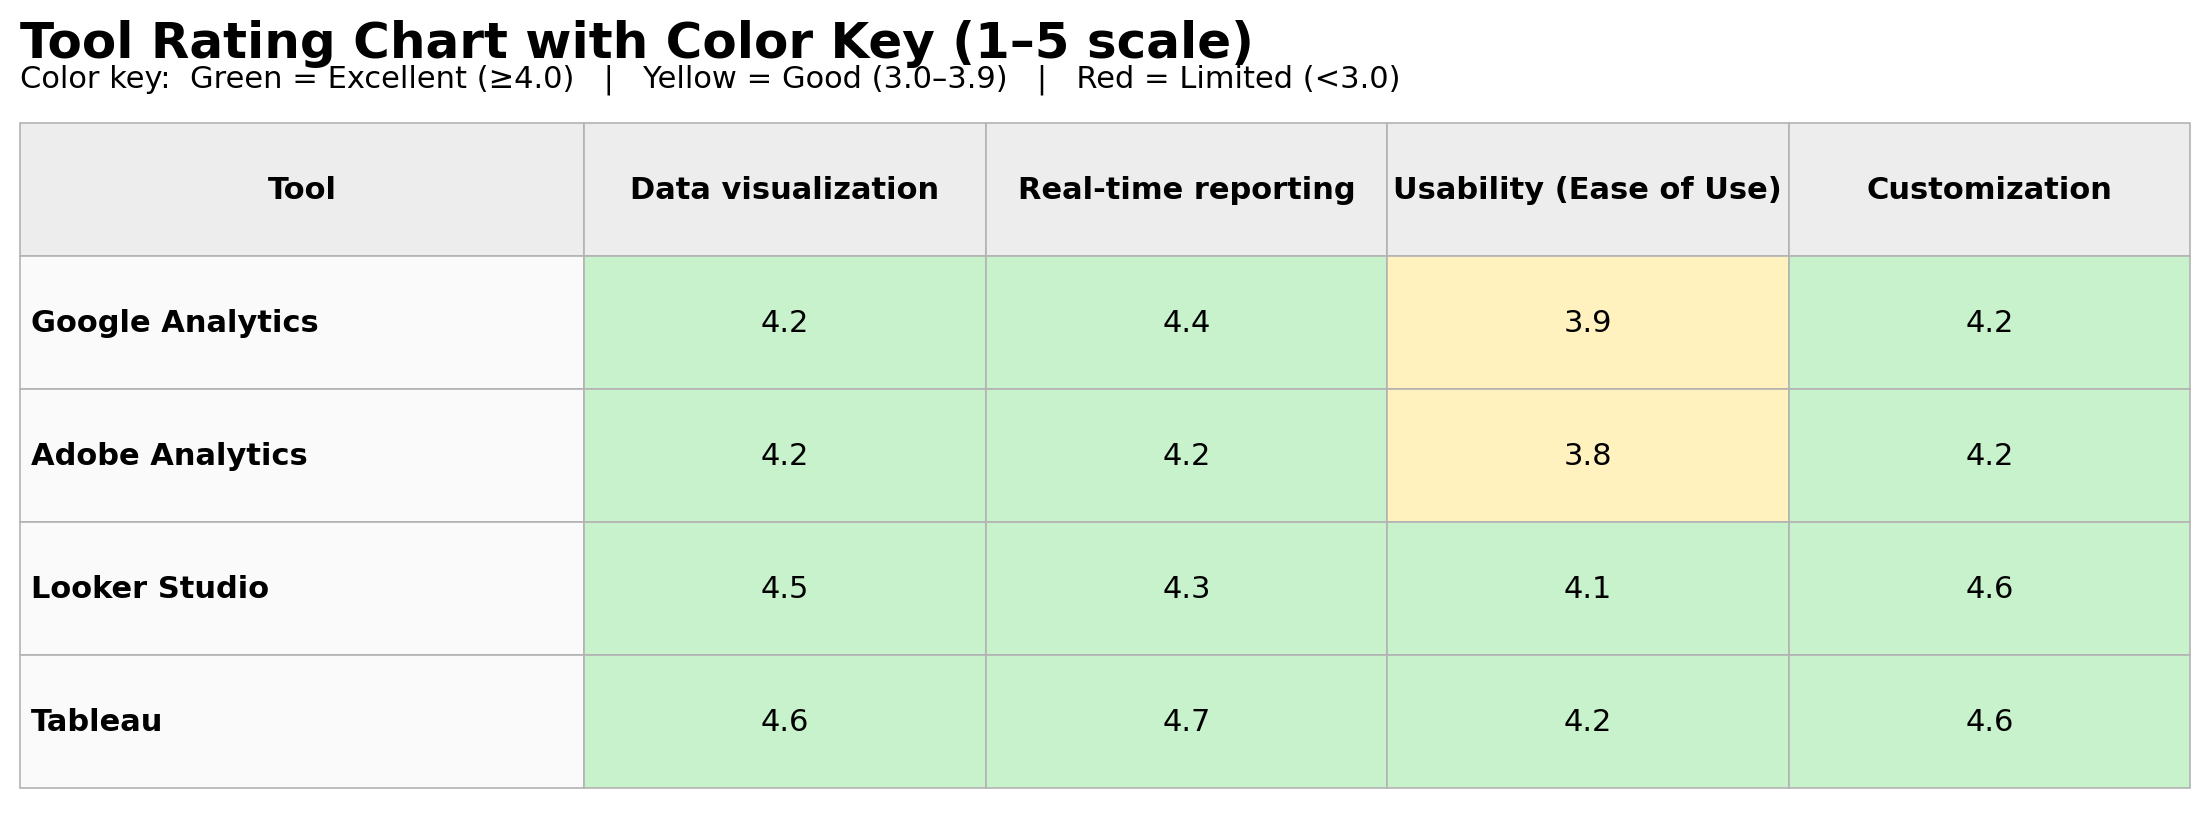 Tool Rating Chart with Color Key (1–5 scale)
Color key:  Green = Excellent (≥4.0)   |   Yellow = Good (3.0–3.9)   |   Red = Limited (<3.0)
Tool Data visualization Real-time reporting Usability (Ease of Use) Customization
Google Analytics 4.2 4.4 3.9 4.2
Adobe Analytics 4.2 4.2 3.8 4.2
Looker Studio 4.5 4.3 4.1 4.6
Tableau 4.6 4.7 4.2 4.6